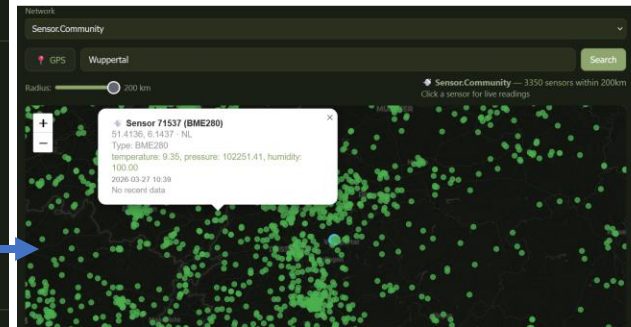 Network
Sensor.Community
GPS
Wuppertal
Search
Radius:
200 km
Sensor.Community — 3350 sensors within 200km
Click a sensor for live readings
+
−
×
Sensor 71537 (BME280)
51.4136, 6.1437 · NL
Type: BME280
temperature: 9.35, pressure: 102251.41, humidity:
100.00
2026-03-27 10:39
No recent data